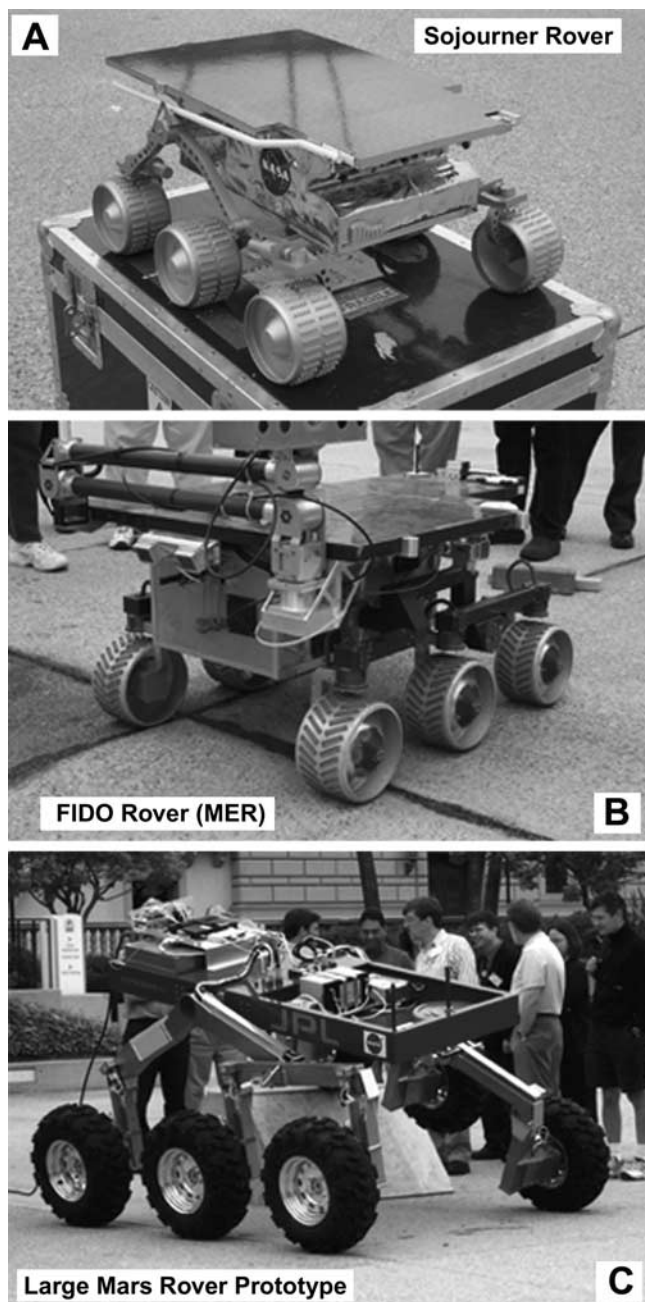 A
Sojourner Rover
NASA
FIDO Rover (MER)
B
JPL
Large Mars Rover Prototype
C